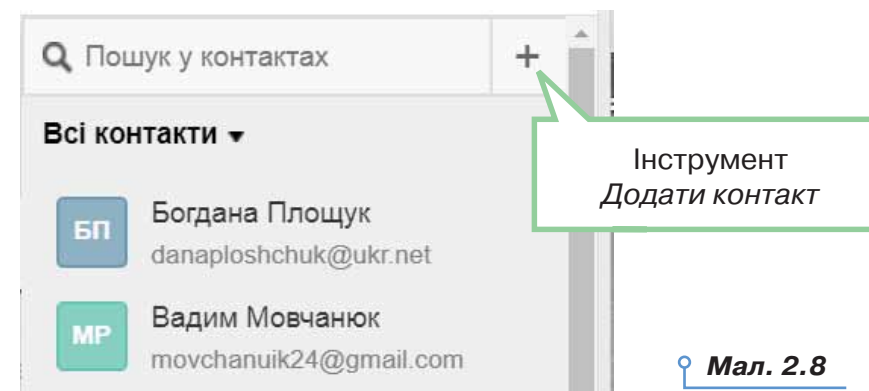 Пошук у контактах +
Всі контакти
БП
Богдана Площук
danaploshchuk@ukr.net
МР
Вадим Мовчанюк
movchanuik24@gmail.com
Інструмент
Додати контакт
Мал. 2.8